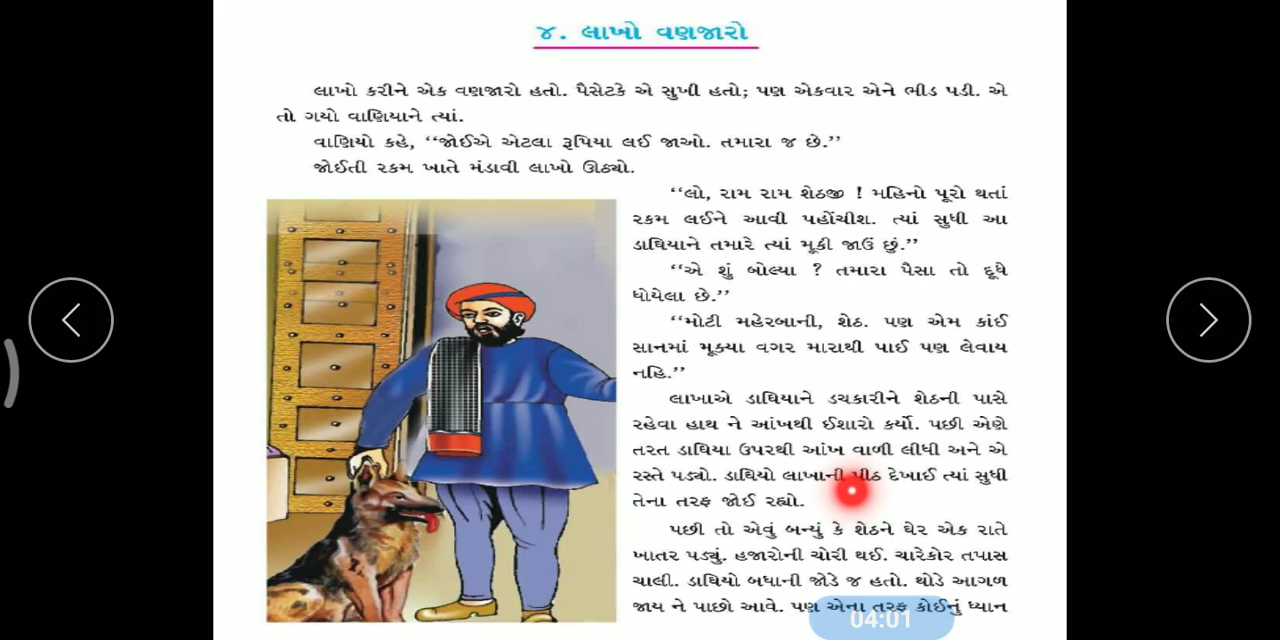 ૪. લાખો વણજારો
લાખો કરીને એક વણજારો હતો. પૈસેટકે એ સુખી હતો; પણ એકવાર એને ભીડ પડી. એ
તો ગયો વાણિયાને ત્યાં.
વાણિયો કહે, ‘‘જોઈએ એટલા રૂપિયા લઈ જાઓ. તમારા જ છે.’’
જોઈતી રકમ ખાતે મંડાવી લાખો ઊઠ્યો.
‘‘લો, રામ રામ શેઠજી ! મહિનો પૂરો થતાં
રકમ લઈને આવી પહોંચીશ. ત્યાં સુધી આ
ડાઘિયાને તમારે ત્યાં મૂકી જાઉં છું.’’
‘‘એ શું બોલ્યા ? તમારા પૈસા તો દૂધે
ધોયેલા છે.’’
‘‘મોટી મહેરબાની, શેઠ. પણ એમ કાંઈ
સાનમાં મૂક્યા વગર મારાથી પાઈ પણ લેવાય
નહિ.’’
લાખાએ ડાઘિયાને ડચકારીને શેઠની પાસે
રહેવા હાથ ને આંખથી ઈશારો કર્યો. પછી એણે
તરત ડાઘિયા ઉપરથી આંખ વાળી લીધી અને એ
રસ્તે પડ્યો. ડાઘિયો લાખાની પીઠ દેખાઈ ત્યાં સુધી
તેના તરફ જોઈ રહ્યો.
પછી તો એવું બન્યું કે શેઠને ઘેર એક રાતે
ખાતર પડ્યું. હજારોની ચોરી થઈ. ચારેકોર તપાસ
ચાલી. ડાઘિયો બધાની જોડે જ હતો. થોડે આગળ
જાય ને પાછો આવે. પણ એના તરફ કોઈનું ધ્યાન
04:01